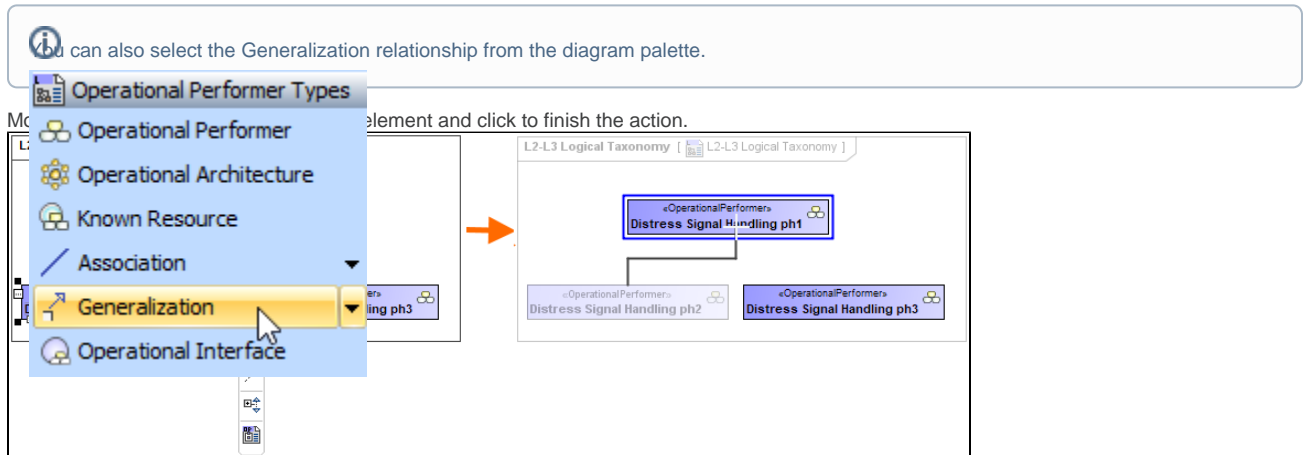 You can also select the Generalization relationship from the diagram palette.
Operational Performer Types
Operational Performer
element and click to finish the action.
Operational Architecture
Known Resource
Association
Generalization
Operational Interface
ing ph3
L2-L3 Logical Taxonomy [ L2-L3 Logical Taxonomy ]
«OperationalPerformer»
Distress Signal Handling ph1
«OperationalPerformer»
Distress Signal Handling ph2
«OperationalPerformer»
Distress Signal Handling ph3